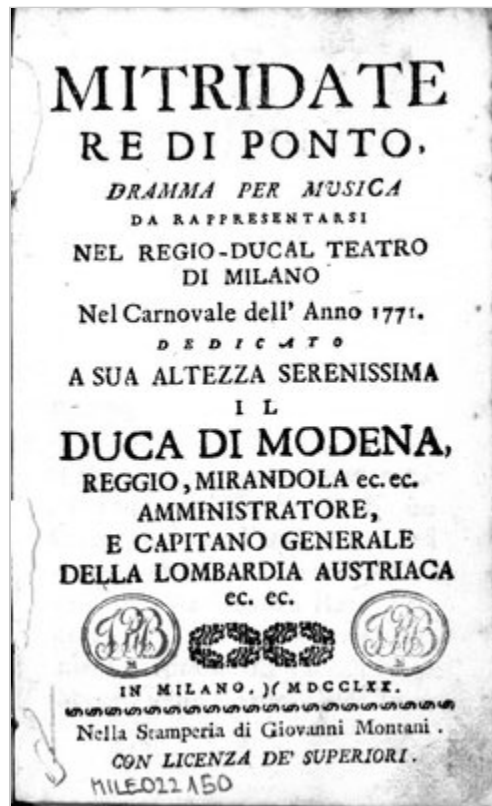 MITRIDATE
RE DI PONTO,
DRAMMA PER MUSICA
DA RAPPRESENTARSI
NEL REGIO-DUCAL TEATRO
DI MILANO
Nel Carnovale dell' Anno 1771.
DEDICATO
A SUA ALTEZZA SERENISSIMA
IL
DUCA DI MODENA,
REGGIO, MIRANDOLA ec. ec.
AMMINISTRATORE,
E CAPITANO GENERALE
DELLA LOMBARDIA AUSTRIACA
ec. ec.
IN MILANO, )( MDCCLXX.
Nella Stamperia di Giovanni Montani.
CON LICENZA DE' SUPERIORI.
MILE022150